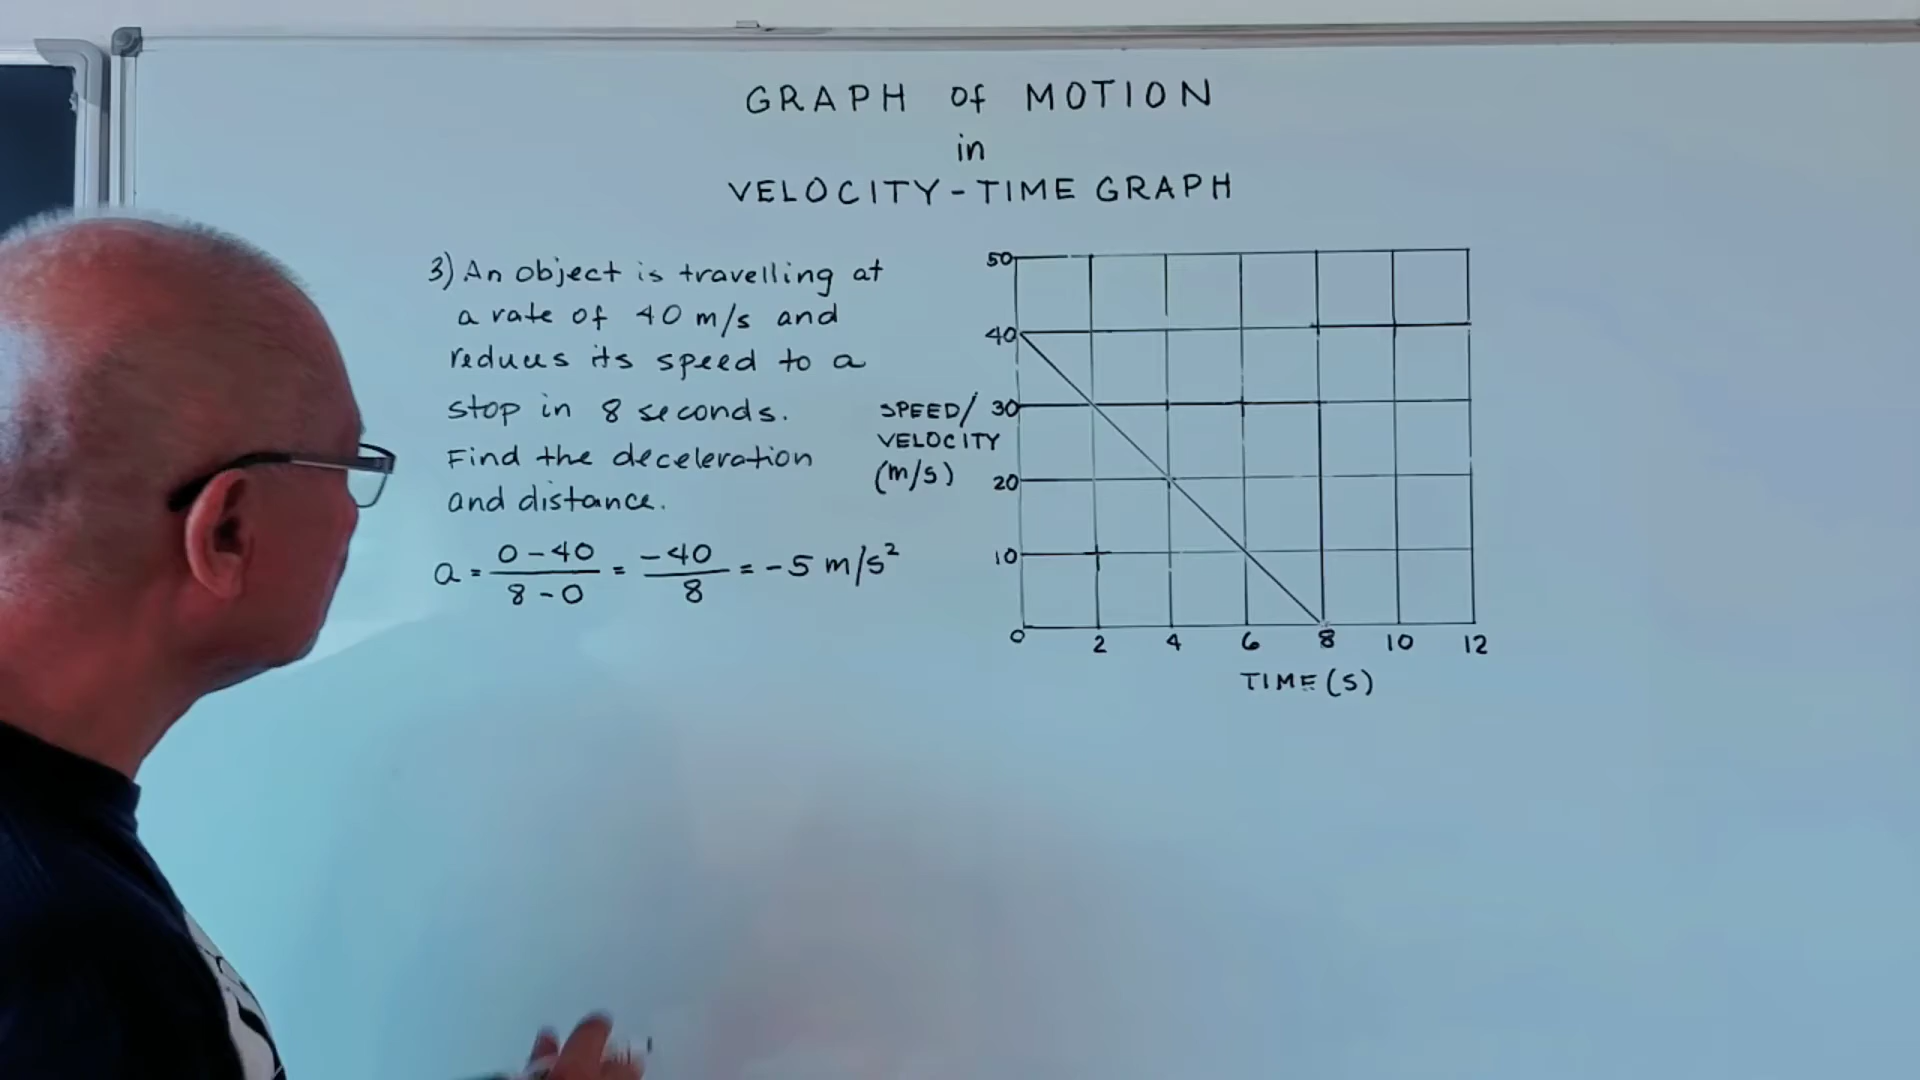 GRAPH of MOTION
in
VELOCITY-TIME GRAPH
3) An object is travelling at
a rate of 40 m/s and
reduces its speed to a
stop in 8 seconds.
Find the deceleration
and distance.
a = 0 - 40 / 8 - 0 = -40 / 8 = -5 m/s²
SPEED/
VELOCITY
(m/s)
50
40
30
20
10
0 2 4 6 8 10 12
TIME (S)